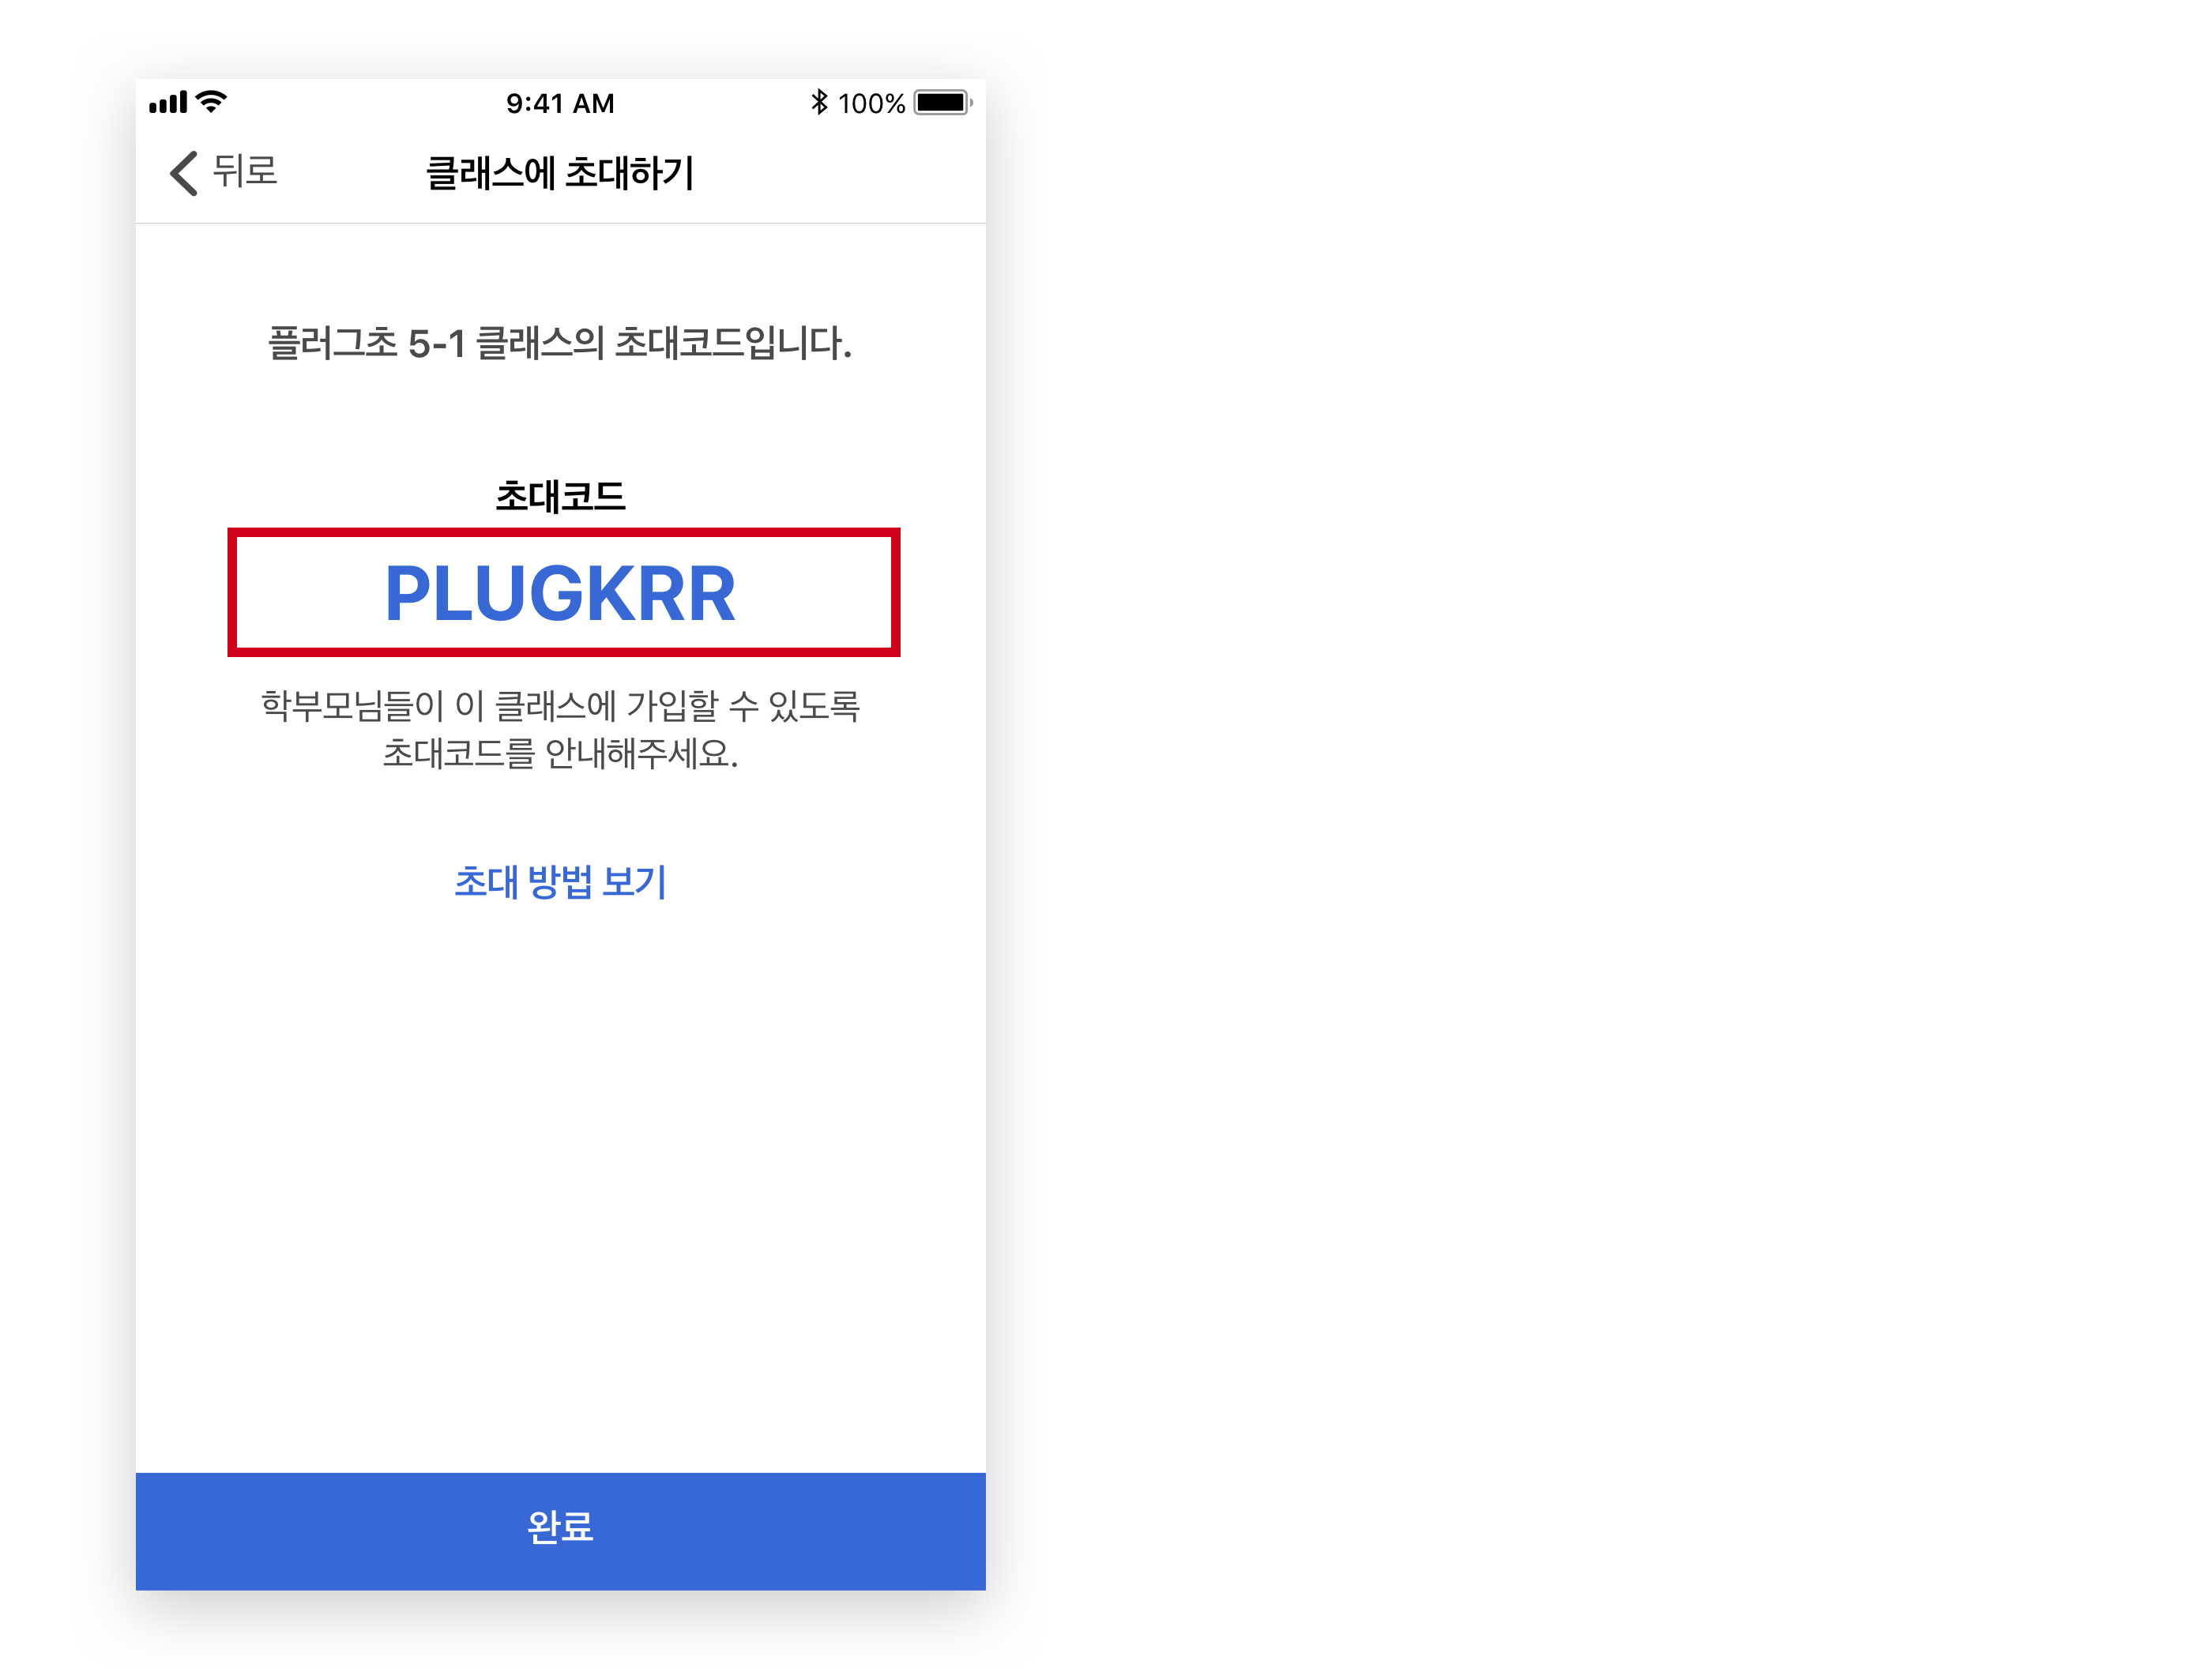 9:41 AM 100%
뒤로 클래스에 초대하기
플러그초 5-1 클래스의 초대코드입니다.
초대코드
PLUGKRR
학부모님들이 이 클래스에 가입할 수 있도록
초대코드를 안내해주세요.
초대 방법 보기
완료